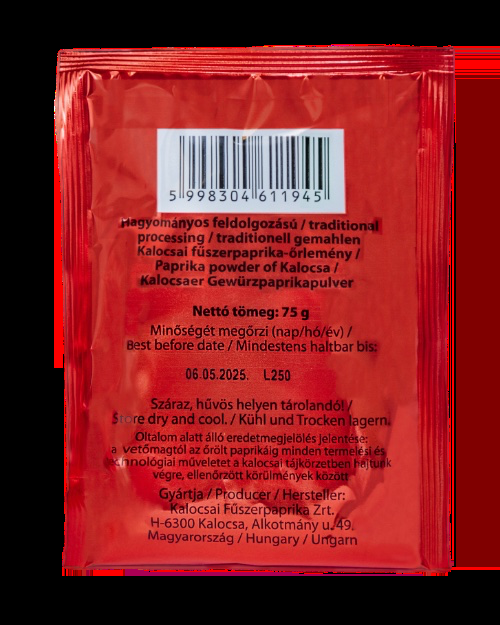 5 998304 611945
Hagyományos feldolgozású / traditional
processing / traditionell gemahlen
Kalocsai fűszerpaprika-őrlemény /
Paprika powder of Kalocsa /
Kalocsaer Gewürzpaprikapulver
Nettó tömeg: 75 g
Minőségét megőrzi (nap/hó/év) /
Best before date / Mindestens haltbar bis:
06.05.2025. L250
Száraz, hűvös helyen tárolandó! /
Store dry and cool. / Kühl und Trocken lagern.
Oltalom alatt álló eredetmegjelölés jelentése:
a vetőmagtól az őrölt paprikáig minden termelési és
technológiai műveletet a kalocsai tájkörzetben hajtunk
végre, ellenőrzött körülmények között
Gyártja / Producer / Hersteller:
Kalocsai Fűszerpaprika Zrt.
H-6300 Kalocsa, Alkotmány u. 49.
Magyarország / Hungary / Ungarn